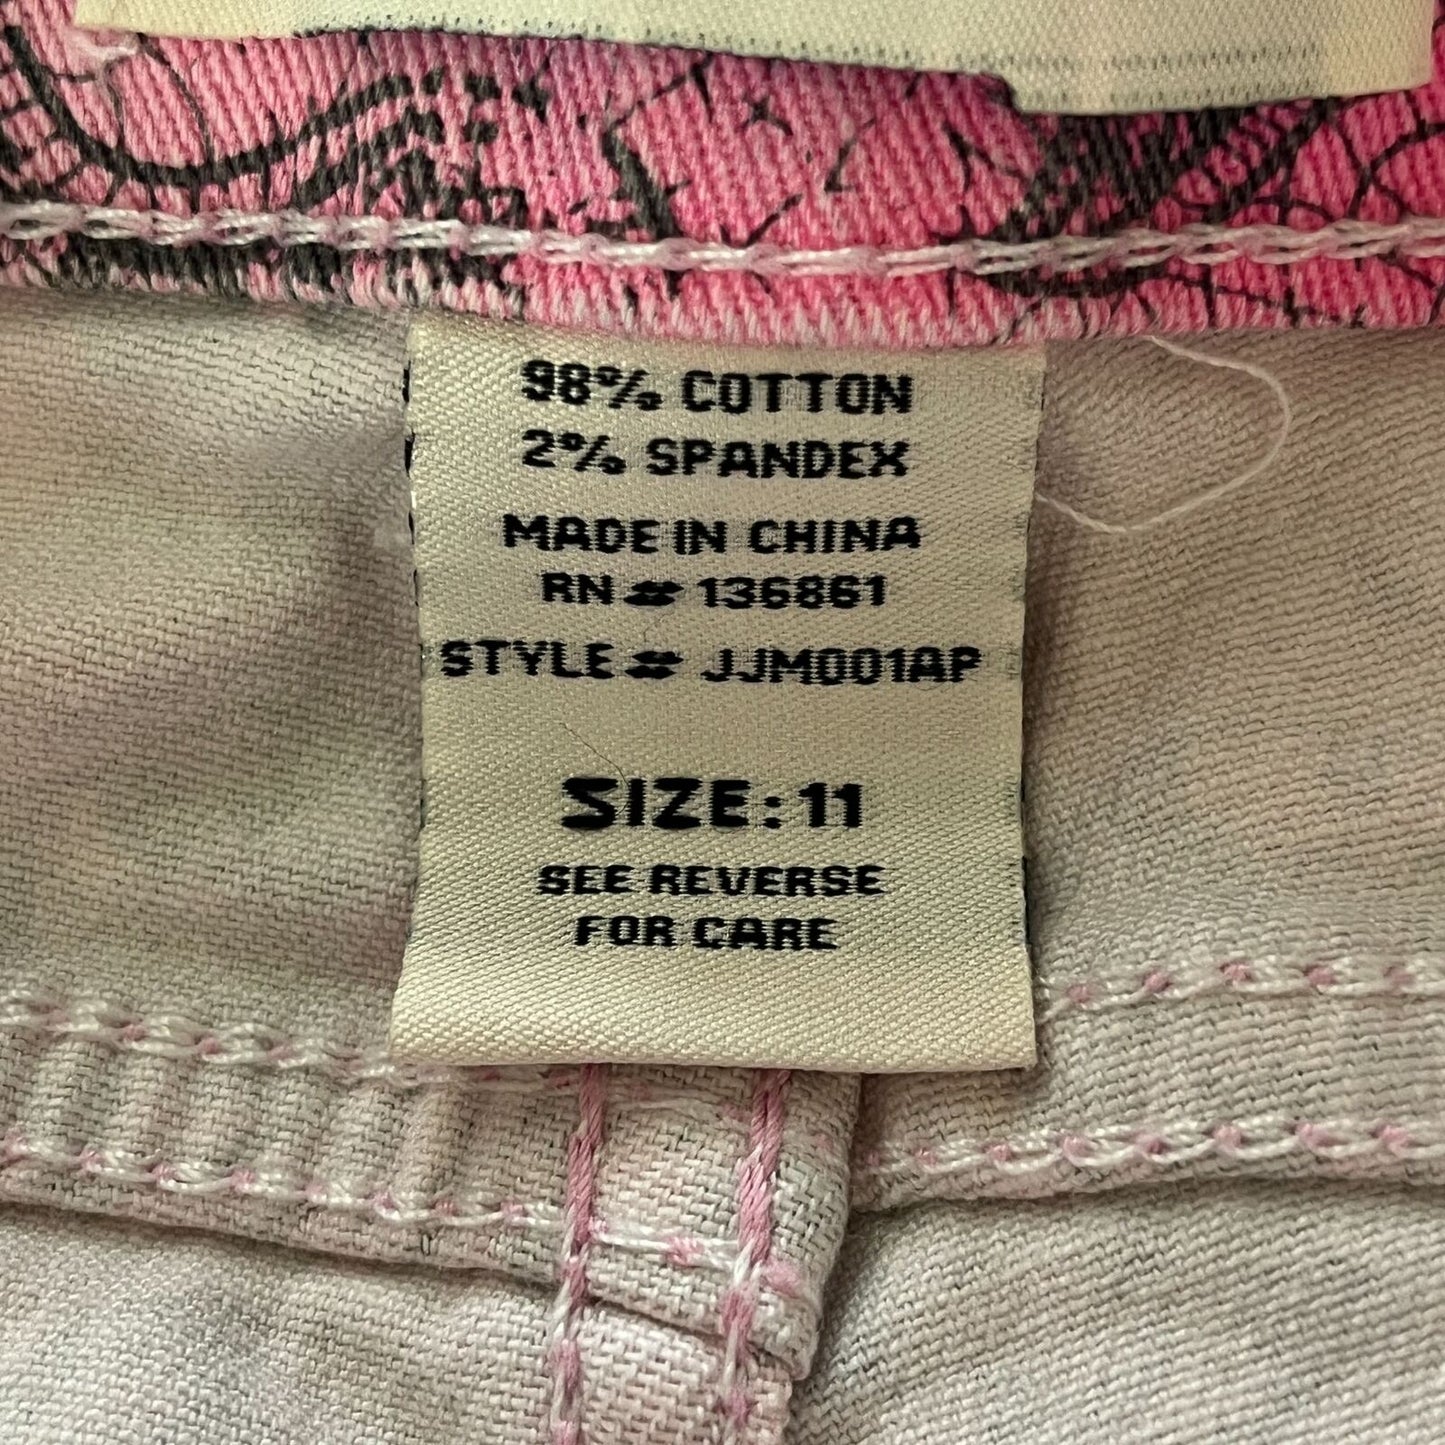 98% COTTON
2% SPANDEX
MADE IN CHINA
RN # 136861
STYLE # JJM001AP
SIZE: 11
SEE REVERSE
FOR CARE